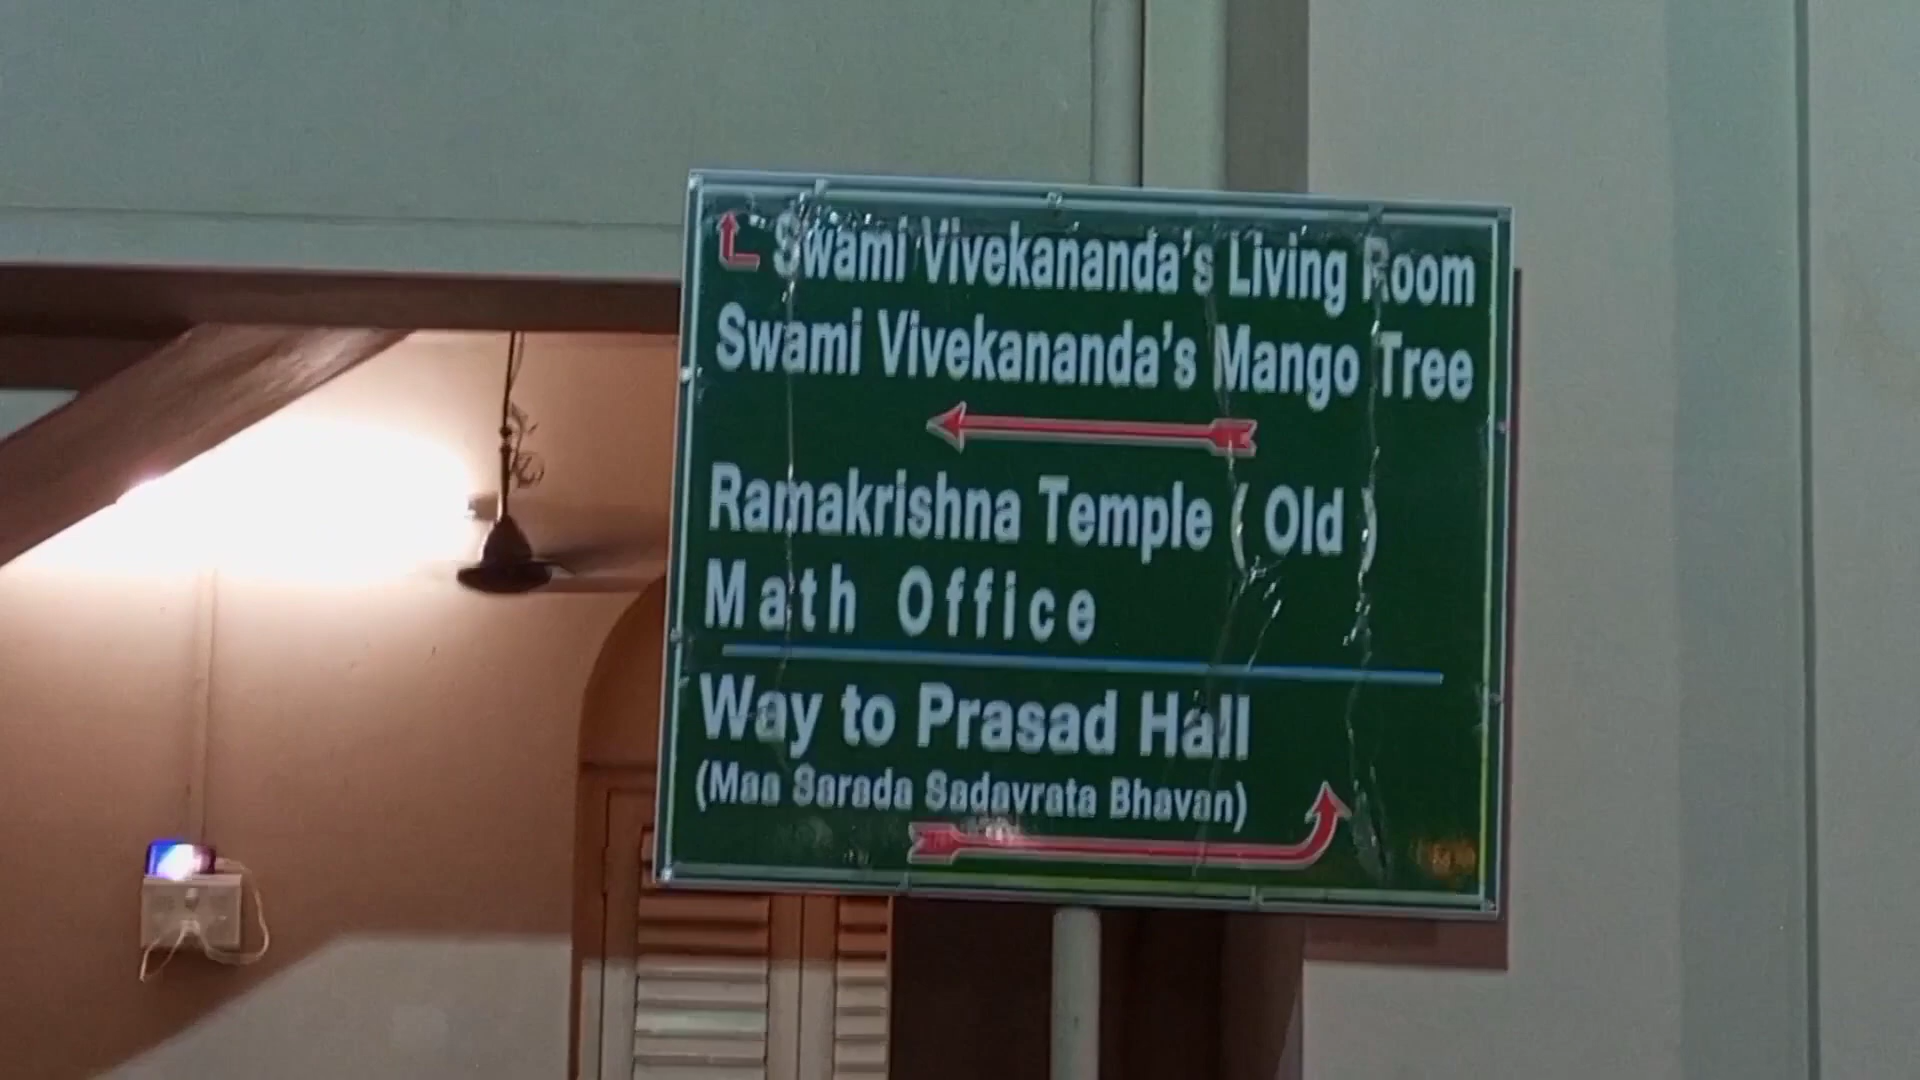 Swami Vivekananda's Living Room
Swami Vivekananda's Mango Tree
Ramakrishna Temple ( Old )
Math Office
Way to Prasad Hall
(Maa Sarada Sadavrata Bhavan)